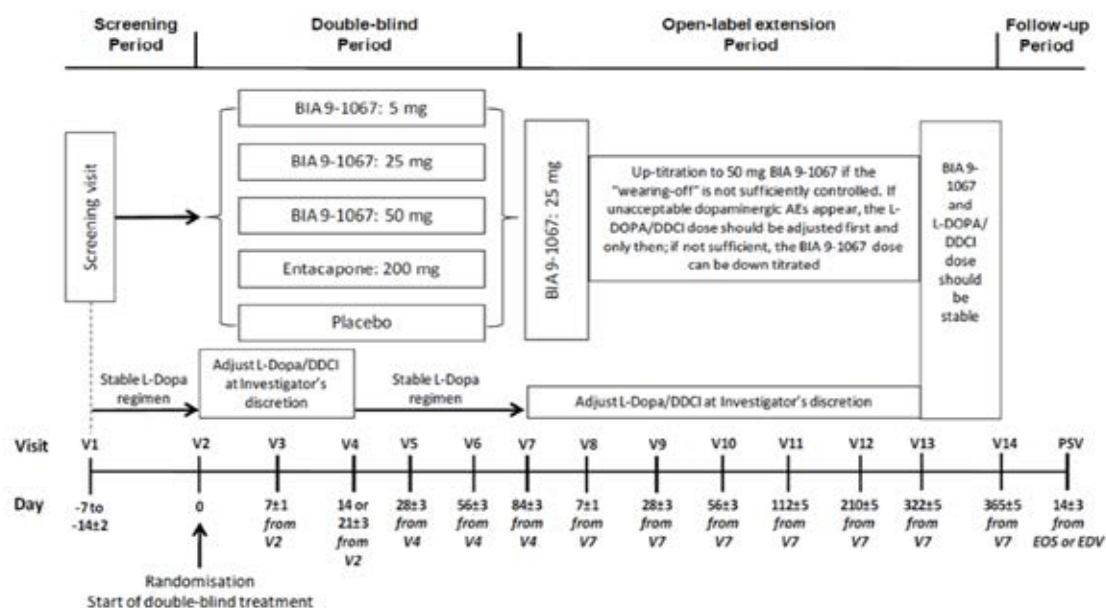 Screening Period
Double-blind Period
Open-label extension Period
Follow-up Period
Screening visit
BIA 9-1067: 5 mg
BIA 9-1067: 25 mg
BIA 9-1067: 50 mg
Entacapone: 200 mg
Placebo
BIA 9-1067: 25 mg
Up-titration to 50 mg BIA 9-1067 if the
"wearing-off" is not sufficiently controlled. If
unacceptable dopaminergic AEs appear, the L-
DOPA/DDCI dose should be adjusted first and
only then; if not sufficient, the BIA 9-1067 dose
can be down titrated
BIA 9-
1067
and
L-DOPA/
DDCI
dose
should
be
stable
Stable L-Dopa
regimen
Adjust L-Dopa/DDCI
at Investigator's
discretion
Stable L-Dopa
regimen
Adjust L-Dopa/DDCI at Investigator's discretion
Visit V1 V2 V3 V4 V5 V6 V7 V8 V9 V10 V11 V12 V13 V14 PSV
Day
-7 to
-14±2
0
7±1
from
V2
14 or
21±3
from
V2
28±3
from
V4
56±3
from
V4
84±3
from
V4
7±1
from
V7
28±3
from
V7
56±3
from
V7
112±5
from
V7
210±5
from
V7
322±5
from
V7
365±5
from
V7
14±3
from
EOS or EDV
Randomisation
Start of double-blind treatment